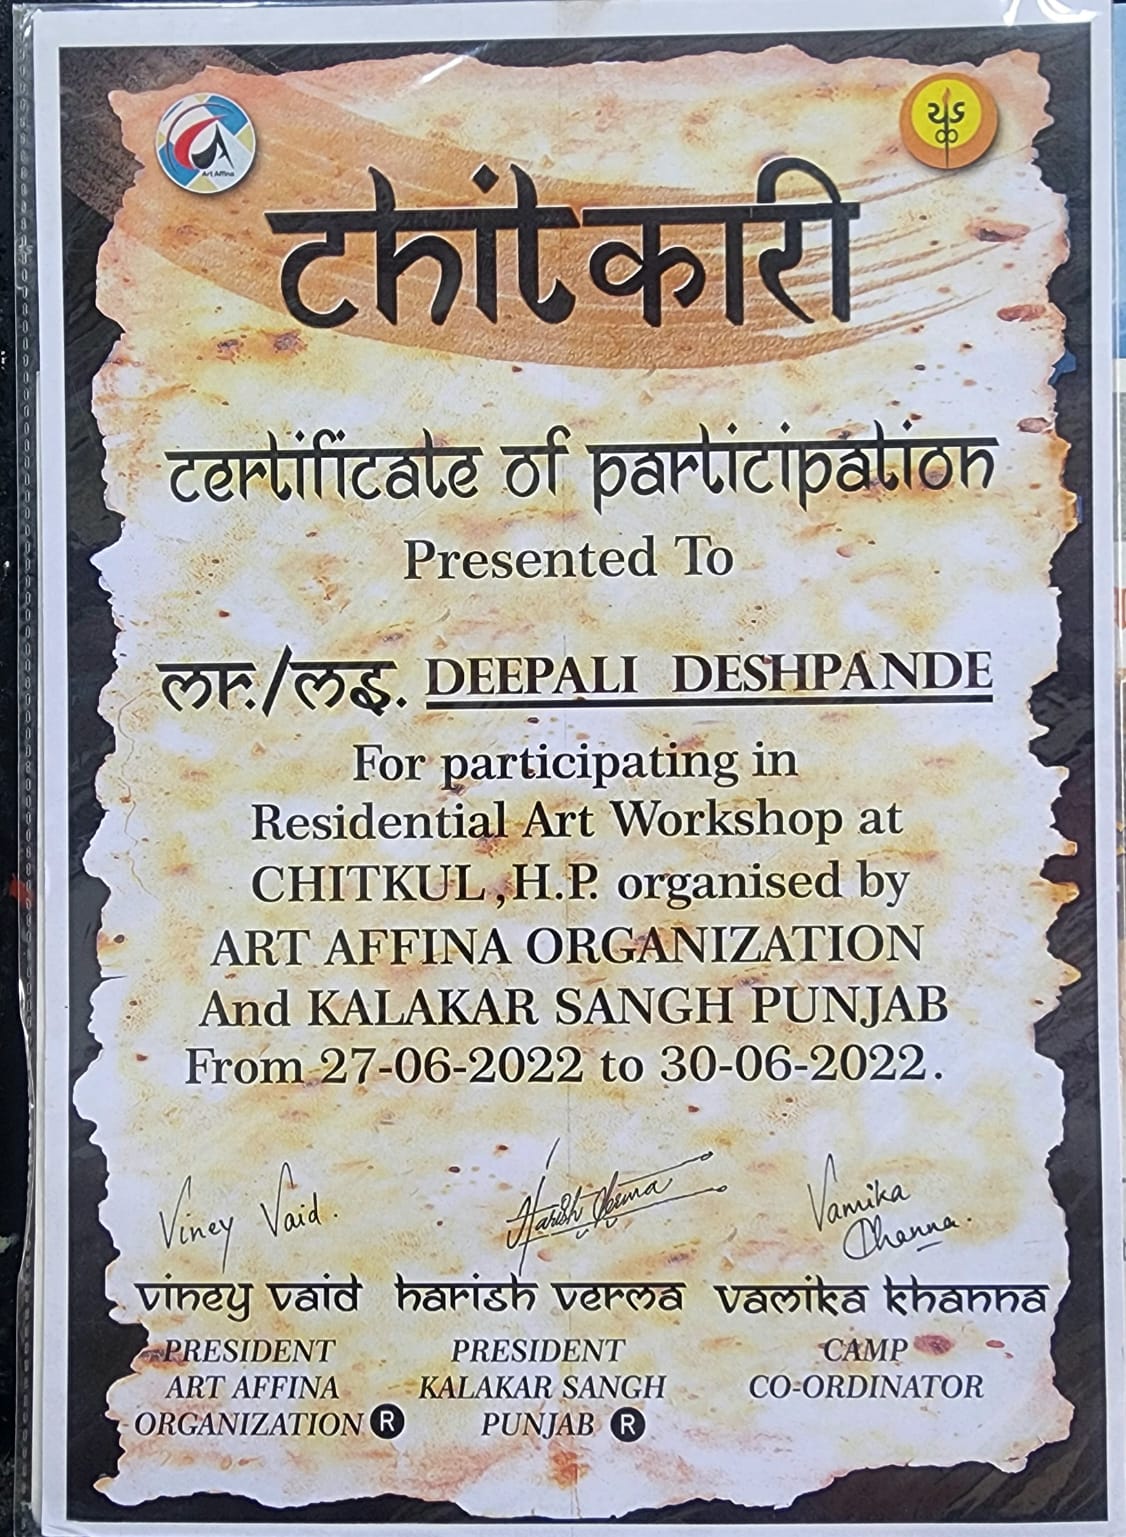 Art Affina
Chitकारी
certificate of participation
Presented To
मr./मs. DEEPALI DESHPANDE
For participating in
Residential Art Workshop at
CHITKUL, H.P. organised by
ART AFFINA ORGANIZATION
And KALAKAR SANGH PUNJAB
From 27-06-2022 to 30-06-2022.
Viney Vaid. Harish Verma Vamika Khanna.
viney vaid harish verma vamika khanna
PRESIDENT PRESIDENT CAMP
ART AFFINA KALAKAR SANGH CO-ORDINATOR
ORGANIZATION ® PUNJAB ®